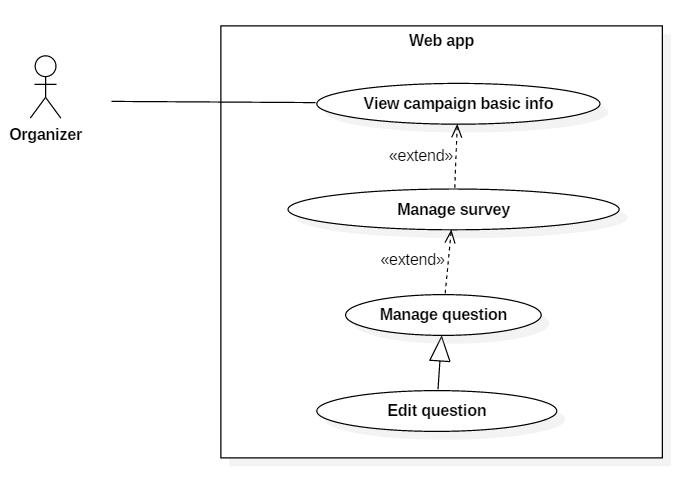 Web app
Organizer
View campaign basic info
«extend»
Manage survey
«extend»
Manage question
Edit question